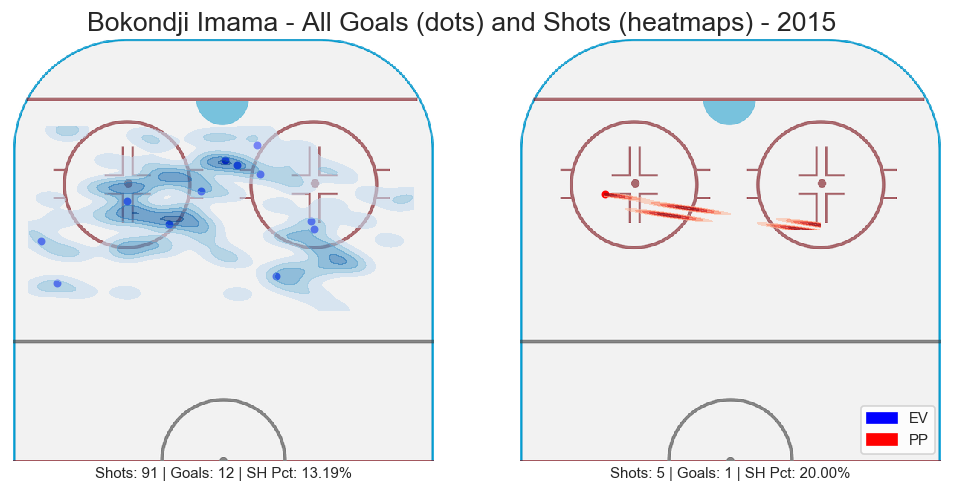 Bokondji Imama - All Goals (dots) and Shots (heatmaps) - 2015
EV
PP
Shots: 91 | Goals: 12 | SH Pct: 13.19%
Shots: 5 | Goals: 1 | SH Pct: 20.00%